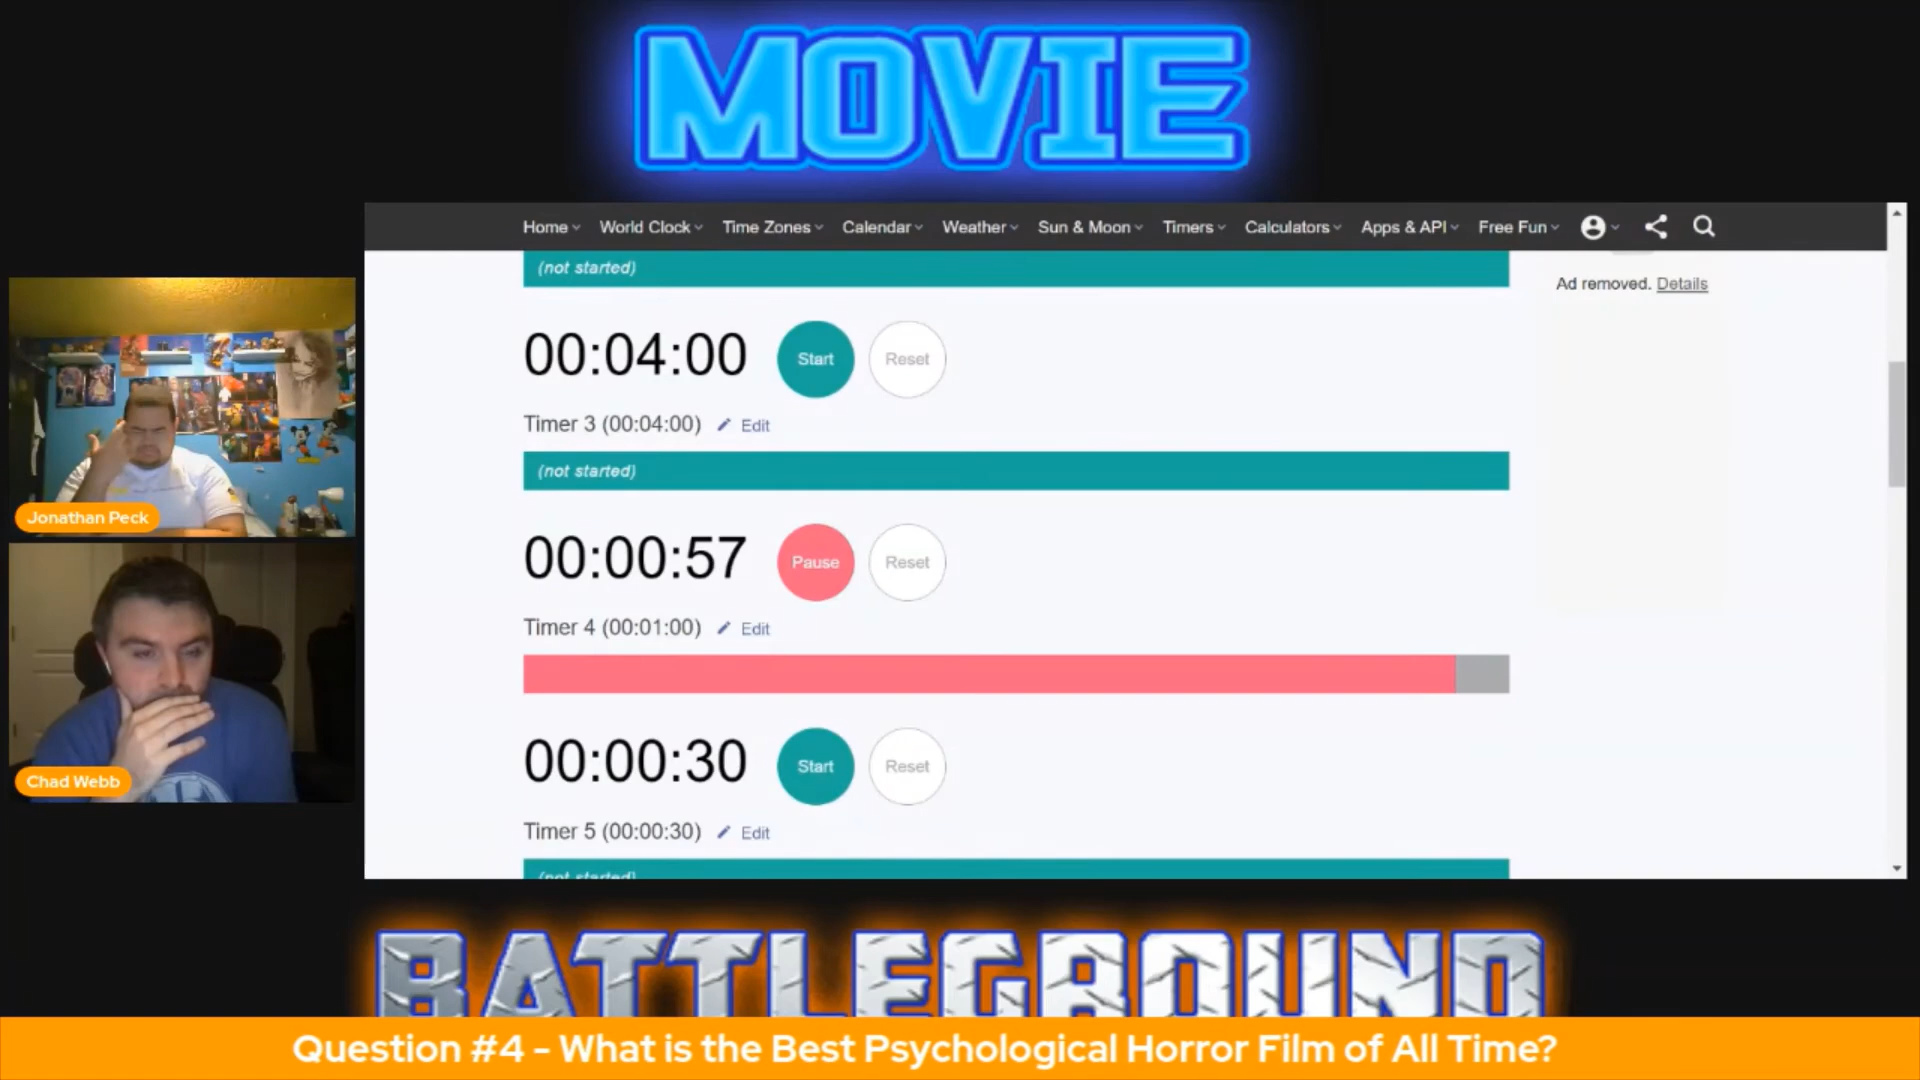 MOVIE
Home World Clock Time Zones Calendar Weather Sun & Moon Timers Calculators Apps & API Free Fun
(not started)
Ad removed. Details
00:04:00 Start Reset
Timer 3 (00:04:00) Edit
(not started)
Jonathan Peck
00:00:57 Pause Reset
Timer 4 (00:01:00) Edit
00:00:30 Start Reset
Chad Webb
Timer 5 (00:00:30) Edit
(not started)
BATTLEGROUND
Question #4 - What is the Best Psychological Horror Film of All Time?